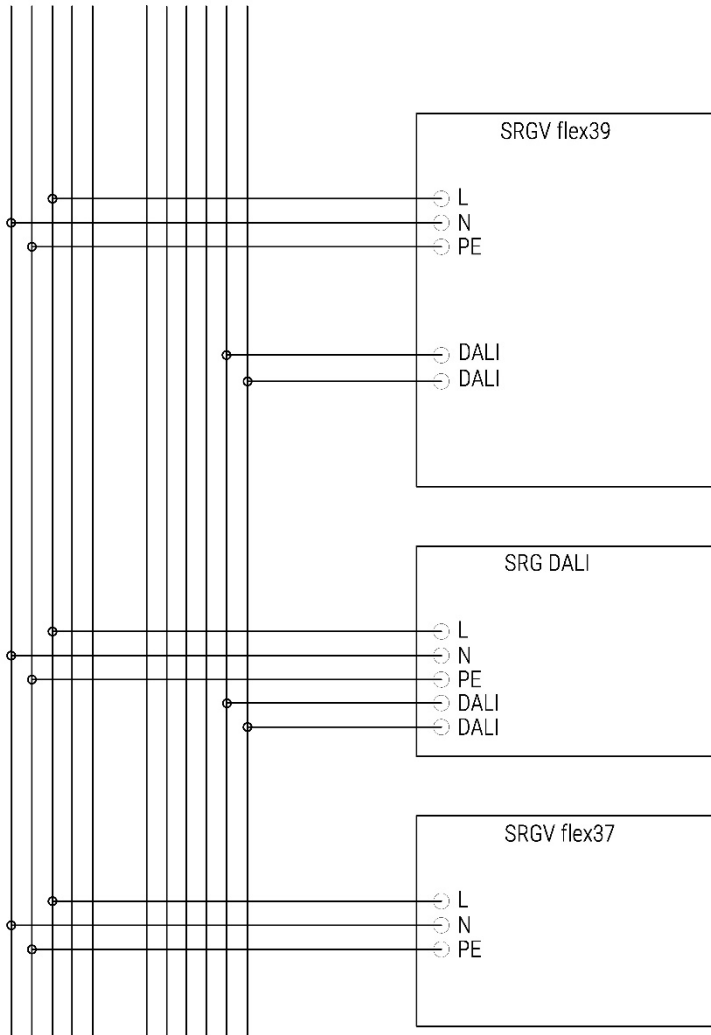 SRGV flex39
L
N
PE
DALI
DALI
SRG DALI
L
N
PE
DALI
DALI
SRGV flex37
L
N
PE